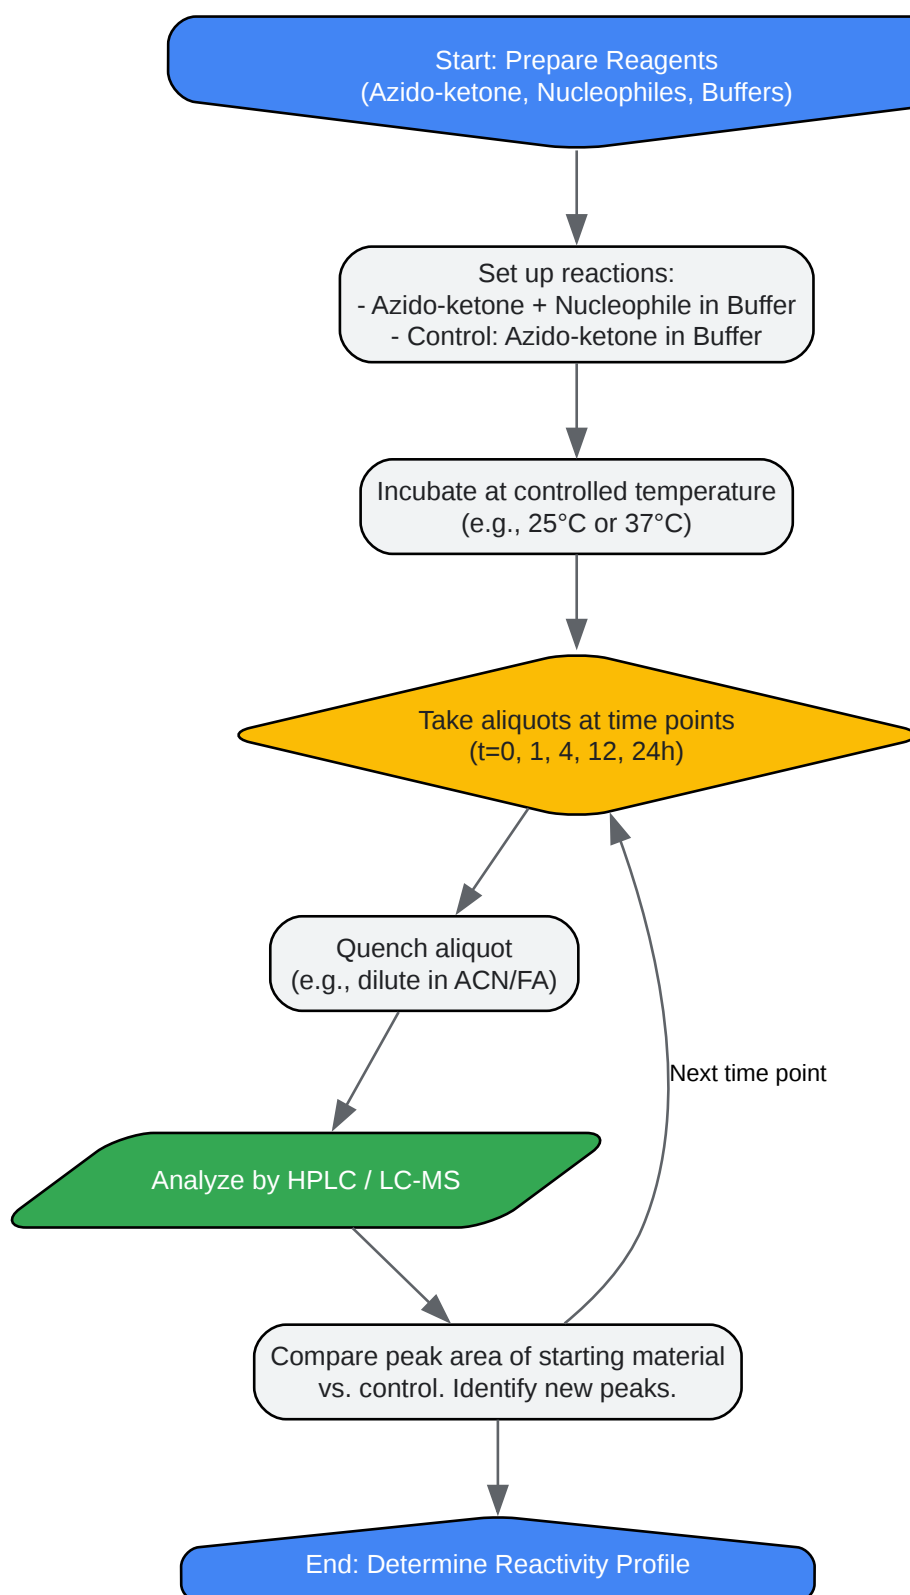 Start: Prepare Reagents
(Azido-ketone, Nucleophiles, Buffers)
Set up reactions:
- Azido-ketone + Nucleophile in Buffer
- Control: Azido-ketone in Buffer
Incubate at controlled temperature
(e.g., 25°C or 37°C)
Take aliquots at time points
(t=0, 1, 4, 12, 24h)
Quench aliquot
(e.g., dilute in ACN/FA)
Next time point
Analyze by HPLC / LC-MS
Compare peak area of starting material
vs. control. Identify new peaks.
End: Determine Reactivity Profile